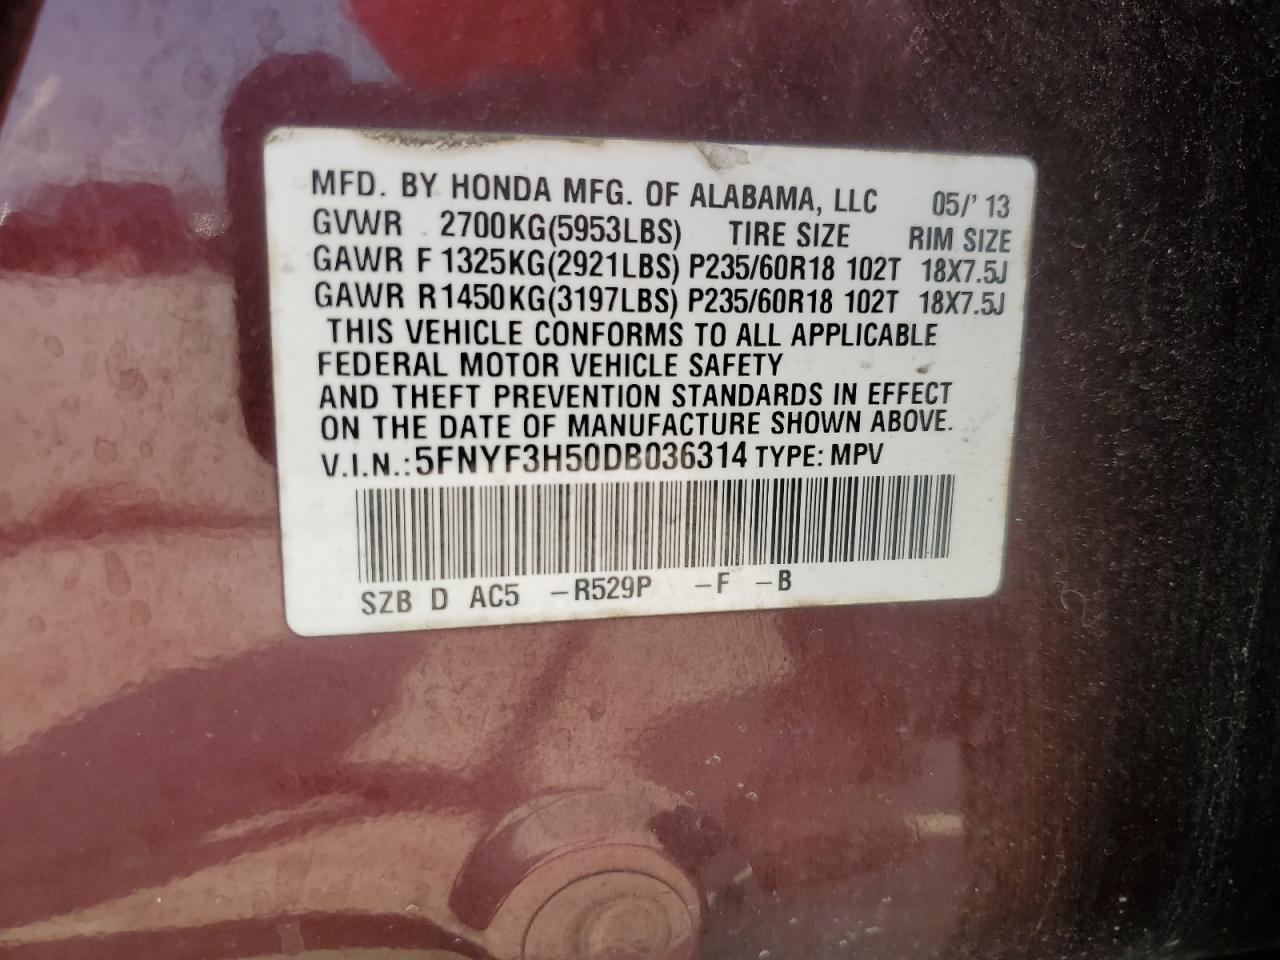 MFD. BY HONDA MFG. OF ALABAMA, LLC 05/'13
GVWR 2700KG(5953LBS) TIRE SIZE RIM SIZE
GAWR F 1325KG(2921LBS) P235/60R18 102T 18X7.5J
GAWR R1450KG(3197LBS) P235/60R18 102T 18X7.5J
THIS VEHICLE CONFORMS TO ALL APPLICABLE
FEDERAL MOTOR VEHICLE SAFETY
AND THEFT PREVENTION STANDARDS IN EFFECT
ON THE DATE OF MANUFACTURE SHOWN ABOVE.
V.I.N.:5FNYF3H50DB036314 TYPE: MPV
SZB D AC5 –R529P –F –B